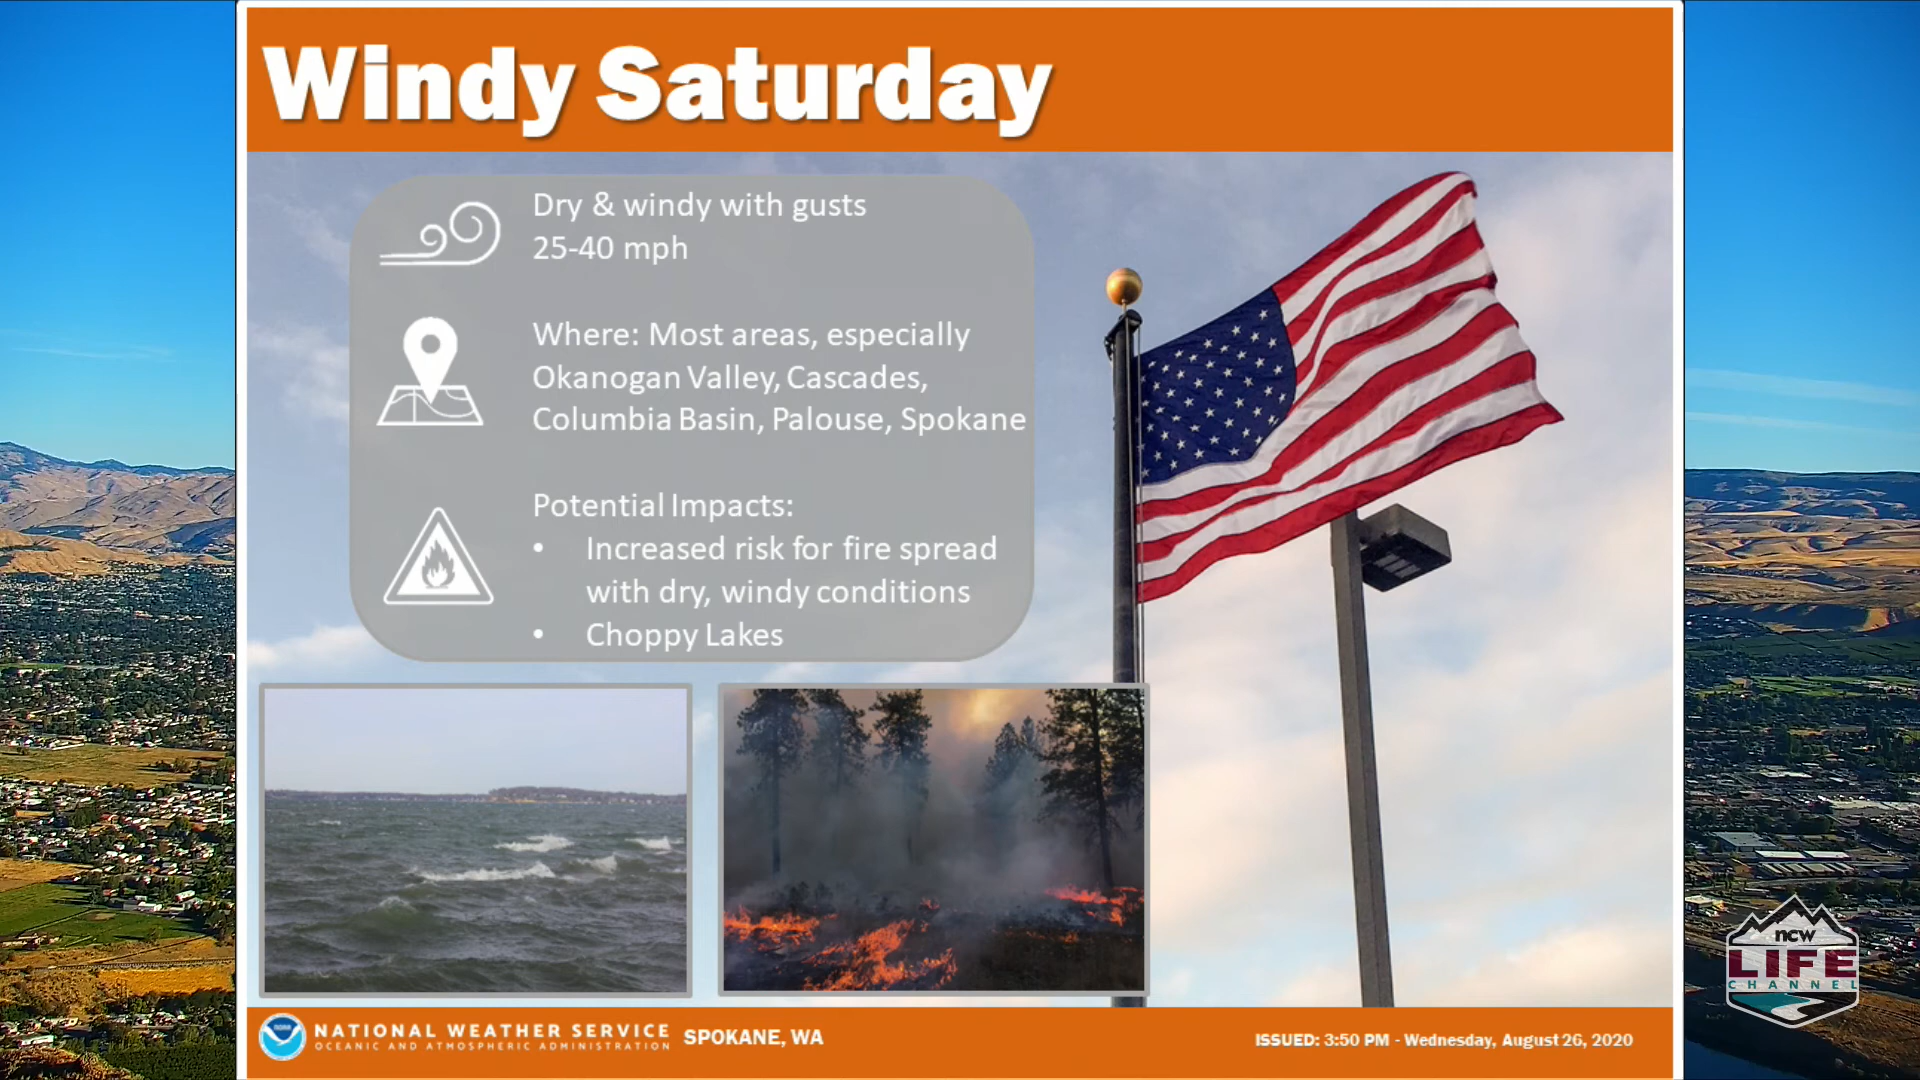 Windy Saturday
Dry & windy with gusts
25-40 mph
Where: Most areas, especially
Okanogan Valley, Cascades,
Columbia Basin, Palouse, Spokane
Potential Impacts:
• Increased risk for fire spread
with dry, windy conditions
• Choppy Lakes
NATIONAL WEATHER SERVICE
OCEANIC AND ATMOSPHERIC ADMINISTRATION
SPOKANE, WA
ISSUED: 3:50 PM - Wednesday, August 26, 2020
ncw
LIFE
CHANNEL